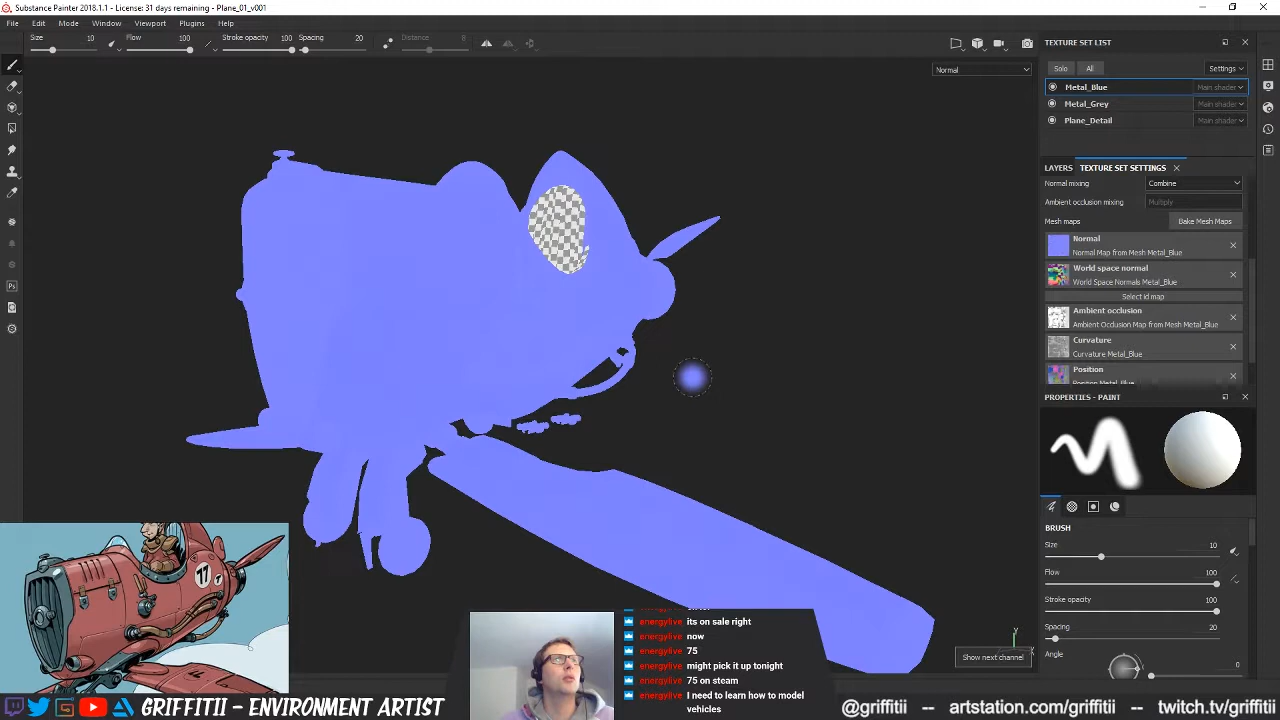 Substance Painter 2018.1.1 - License: 31 days remaining - Plane_01_v001
File Edit Mode Window Viewport Plugins Help
Size 10 Flow 100 Stroke opacity 100 Spacing 20 Distance 8
Normal
TEXTURE SET LIST
Solo All Settings
Metal_Blue Main shader
Metal_Grey Main shader
Plane_Detail Main shader
LAYERS TEXTURE SET SETTINGS
Normal mixing Combine
Ambient occlusion mixing Multiply
Mesh maps Bake Mesh Maps
Normal
Normal Map from Mesh Metal_Blue
World space normal
World Space Normals Metal_Blue
Select id map
Ambient occlusion
Ambient Occlusion Map from Mesh Metal_Blue
Curvature
Curvature Metal_Blue
Position
Position Metal_Blue
PROPERTIES - PAINT
BRUSH
Size 10
Flow 100
Stroke opacity 100
Spacing 20
Angle 0
Y
Show next channel
Ps
17
energylive its on sale right
energylive now
energylive 75
energylive might pick it up tonight
energylive 75 on steam
energylive I need to learn how to model
vehicles
GRIFFITII - ENVIRONMENT ARTIST
@griffitii -- artstation.com/griffitii -- twitch.tv/griffitii